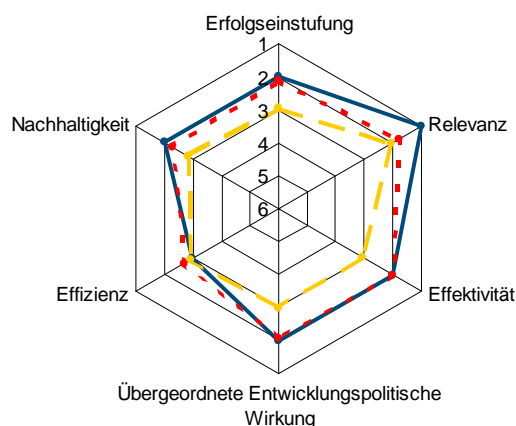 Erfolgseinstufung
1
2
3
4
5
6
Nachhaltigkeit
Relevanz
Effizienz
Effektivität
Übergeordnete Entwicklungspolitische
Wirkung